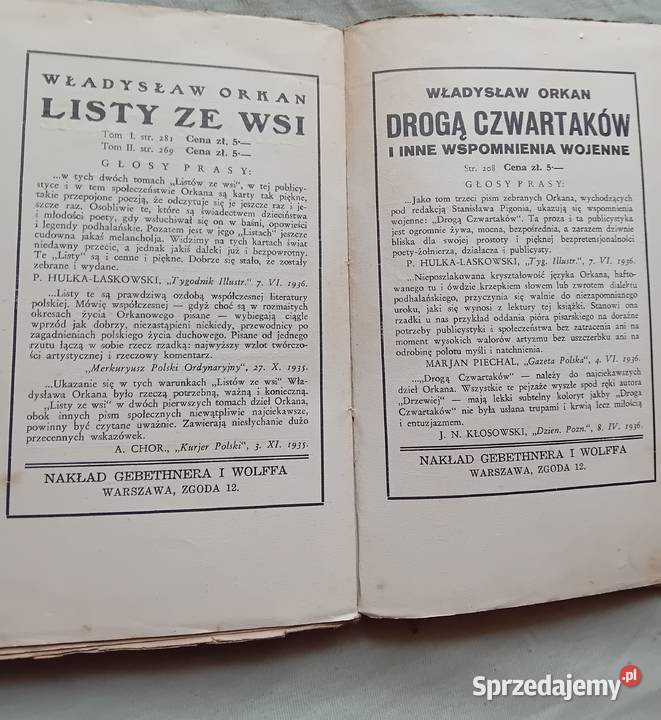 WŁADYSŁAW ORKAN
LISTY ZE WSI
Tom I. str. 281 Cena zł. 5·—
Tom II. str. 269 Cena zł. 5·—
GŁOSY PRASY:
...w tych dwóch tomach „Listów ze wsi", w tej publicy-
styce i w tem społeczeństwie Orkana są karty tak piękne,
takie przepojone poezją, że odczytuje się je jeszcze raz i je-
szcze raz. Osobliwie te, które są świadectwem dzieciństwa
i młodości poety, gdy wsłuchiwał się on w baśni, opowieści
i legendy podhalańskie. Pozatem jest w jego „Listach" jeszcze
cudowna jakaś melancholja. Widzimy na tych kartach świat
niedawny przecie, a jednak jakiś daleki już i bezpowrotny.
Te „Listy" są i cenne i piękne. Dobrze się stało, że zostały
zebrane i wydane.
P. HULKA-LASKOWSKI, „Tygodnik Illustr." 7. VI. 1936.
...Listy te są prawdziwą ozdobą współczesnej literatury
polskiej. Mówię współczesnej — gdyż choć są w rozmaitych
okresach życia Orkanowego pisane — wybiegają ciągle
wprzód jak dobrzy, niezastąpieni niekiedy, przewodnicy po
zagadnieniach polskiego życia duchowego. Pisane od jednego
rzutu łączą w sobie rzecz rzadką: najwyższy wzlot twórczo-
ści artystycznej i rzeczowy komentarz.
„Merkuryusz Polski Ordynaryjny", 27. X. 1935.
...Ukazanie się w tych warunkach „Listów ze wsi" Wła-
dysława Orkana było rzeczą potrzebną, ważną i konieczną.
„Listy ze wsi" w dwóch pierwszych tomach dzieł Orkana,
obok innych pism społecznych niewątpliwie najciekawsze,
powinny być czytane uważnie. Zawierają niesłychanie dużo
przecennych wskazówek.
A. CHOR., „Kurjer Polski", 3. XI. 1935.
NAKŁAD GEBETHNERA I WOLFFA
WARSZAWA, ZGODA 12.
WŁADYSŁAW ORKAN
DROGĄ CZWARTAKÓW
I INNE WSPOMNIENIA WOJENNE
Str. 208 Cena zł. 5·—
GŁOSY PRASY:
...Jako tom trzeci pism zebranych Orkana, wychodzących
pod redakcją Stanisława Pigonia, ukazują się wspomnienia
wojenne: „Drogą Czwartaków". Ta proza i ta publicystyka
jest ogromnie żywa, mocna, bezpośrednia, a zarazem dziwnie
bliska dla swojej prostoty i pięknej bezpretensjonalności
poety-żołnierza, działacza i publicysty.
P. HULKA-LASKOWSKI, „Tyg. Illustr." 7. VI. 1936.
...Nieposzlakowana kryształowość języka Orkana, hafto-
wanego tu i ówdzie krzepkiem słowem lub zwrotem dialektu
podhalańskiego, przyczynia się walnie do niezapomnianego
uroku, jaki się wynosi z lektury tej książki. Stanowi ona
rzadki u nas przykład oddania pióra pisarskiego na doraźne
potrzeby publicystyki i społeczeństwa bez zatracenia ani na
moment wysokich walorów artyzmu bez uszczerbku ani na
odrobinę polotu myśli i natchnienia.
MARJAN PIECHAL, „Gazeta Polska", 4. VI. 1936.
...„Drogą Czwartaków" — należy do najciekawszych
dzieł Orkana. Wszystkie te pejzaże wyszłe spod ręki autora
„Drzewiej" — mają lekki subtelny koloryt jakby „Droga
Czwartaków" nie była usłana trupami i krwią lecz miłością
i entuzjazmem.
J. N. KŁOSOWSKI, „Dzien. Pozn.", 8. IV. 1936.
NAKŁAD GEBETHNERA I WOLFFA
WARSZAWA, ZGODA 12.
Sprzedajemy.pl